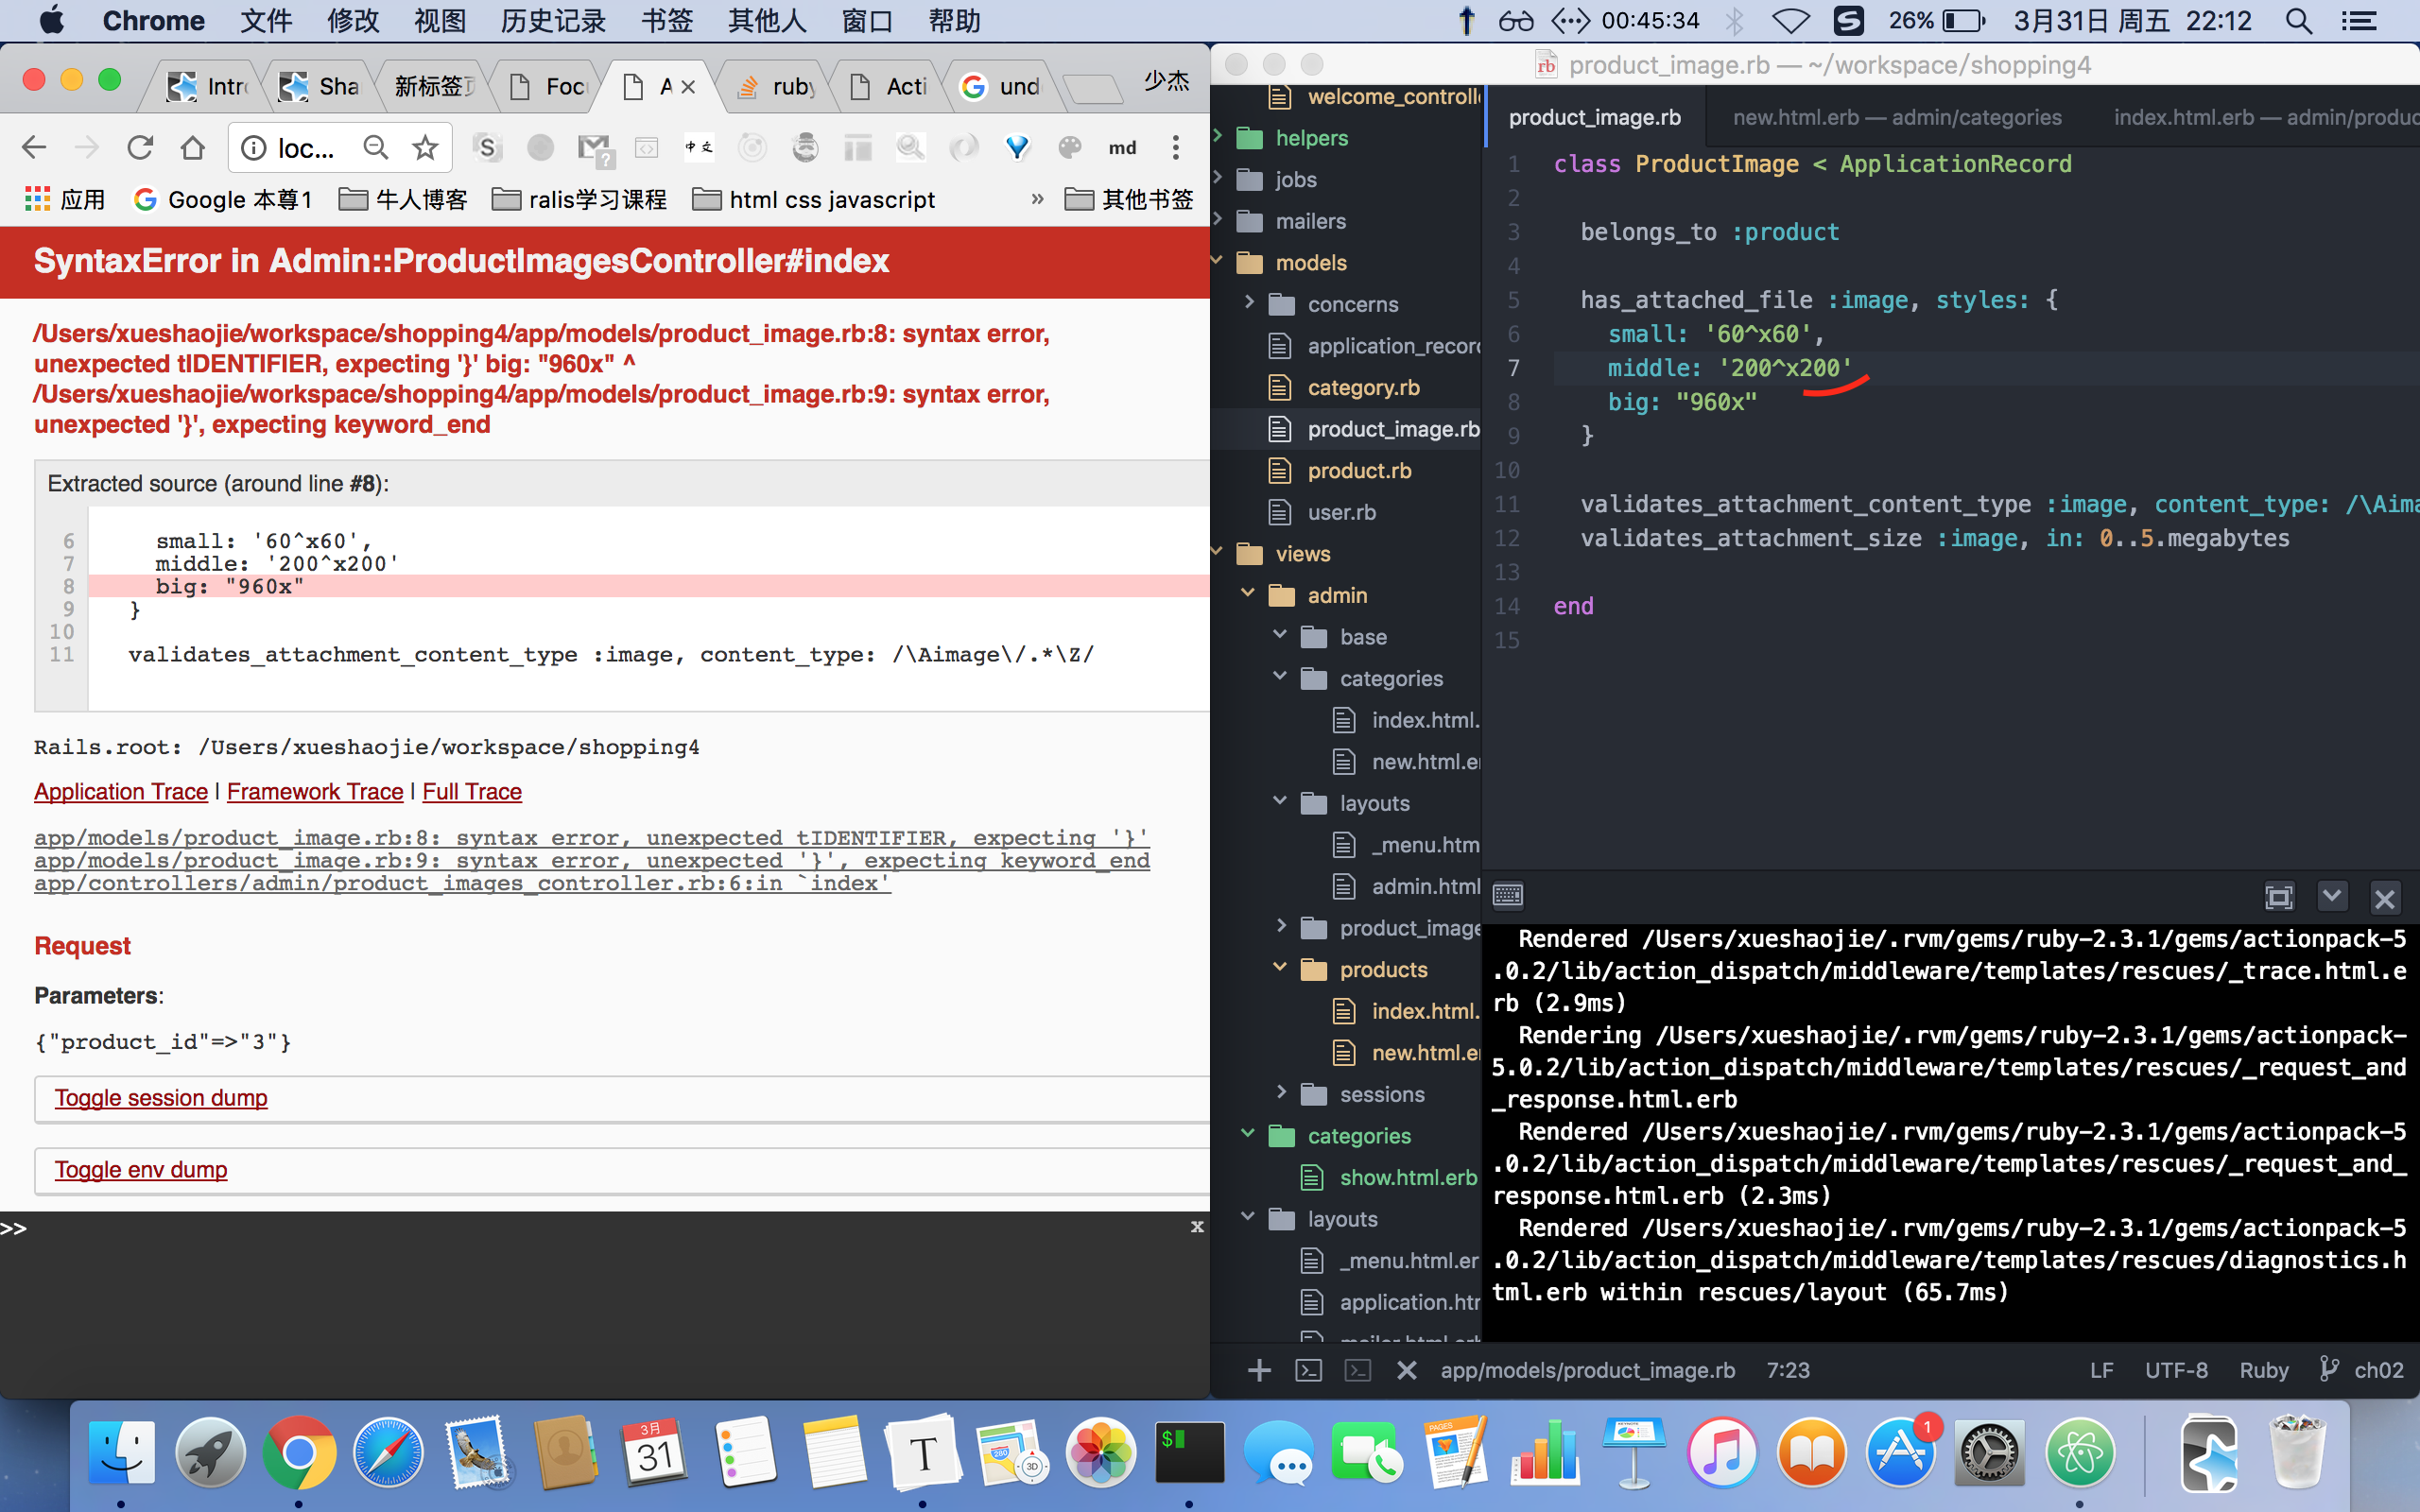 Chrome 文件 修改 视图 历史记录 书签 其他人 窗口 帮助 00:45:34 26% 3月31日 周五 22:12
Intr Sha 新标签页 Foc A ruby Acti und 少杰
loc... 中文 md
应用 Google 本尊1 牛人博客 ralis学习课程 html css javascript » 其他书签
SyntaxError in Admin::ProductImagesController#index
/Users/xueshaojie/workspace/shopping4/app/models/product_image.rb:8: syntax error,
unexpected tIDENTIFIER, expecting '}' big: "960x" ^
/Users/xueshaojie/workspace/shopping4/app/models/product_image.rb:9: syntax error,
unexpected '}', expecting keyword_end
Extracted source (around line #8):
6 small: '60^x60',
7 middle: '200^x200'
8 big: "960x"
9 }
10
11 validates_attachment_content_type :image, content_type: /\Aimage\/.*\Z/
Rails.root: /Users/xueshaojie/workspace/shopping4
Application Trace | Framework Trace | Full Trace
app/models/product_image.rb:8: syntax error, unexpected tIDENTIFIER, expecting '}'
app/models/product_image.rb:9: syntax error, unexpected '}', expecting keyword_end
app/controllers/admin/product_images_controller.rb:6:in `index'
Request
Parameters:
{"product_id"=>"3"}
Toggle session dump
Toggle env dump
>> x
product_image.rb — ~/workspace/shopping4
welcome_controlle
helpers
jobs
mailers
models
concerns
application_record
category.rb
product_image.rb
product.rb
user.rb
views
admin
base
categories
index.html.
new.html.e
layouts
_menu.htm
admin.html
product_image
products
index.html.
new.html.e
sessions
categories
show.html.erb
layouts
_menu.html.er
application.htm
mailer.html.erb
product_image.rb new.html.erb — admin/categories index.html.erb — admin/produc
1 class ProductImage < ApplicationRecord
2
3 belongs_to :product
4
5 has_attached_file :image, styles: {
6 small: '60^x60',
7 middle: '200^x200'
8 big: "960x"
9 }
10
11 validates_attachment_content_type :image, content_type: /\Aima
12 validates_attachment_size :image, in: 0..5.megabytes
13
14 end
15
Rendered /Users/xueshaojie/.rvm/gems/ruby-2.3.1/gems/actionpack-5
.0.2/lib/action_dispatch/middleware/templates/rescues/_trace.html.e
rb (2.9ms)
Rendering /Users/xueshaojie/.rvm/gems/ruby-2.3.1/gems/actionpack-
5.0.2/lib/action_dispatch/middleware/templates/rescues/_request_and
_response.html.erb
Rendered /Users/xueshaojie/.rvm/gems/ruby-2.3.1/gems/actionpack-5
.0.2/lib/action_dispatch/middleware/templates/rescues/_request_and_
response.html.erb (2.3ms)
Rendered /Users/xueshaojie/.rvm/gems/ruby-2.3.1/gems/actionpack-5
.0.2/lib/action_dispatch/middleware/templates/rescues/diagnostics.h
tml.erb within rescues/layout (65.7ms)
app/models/product_image.rb 7:23 LF UTF-8 Ruby ch02
3月
31
T
280
3D
$
PAGES
1